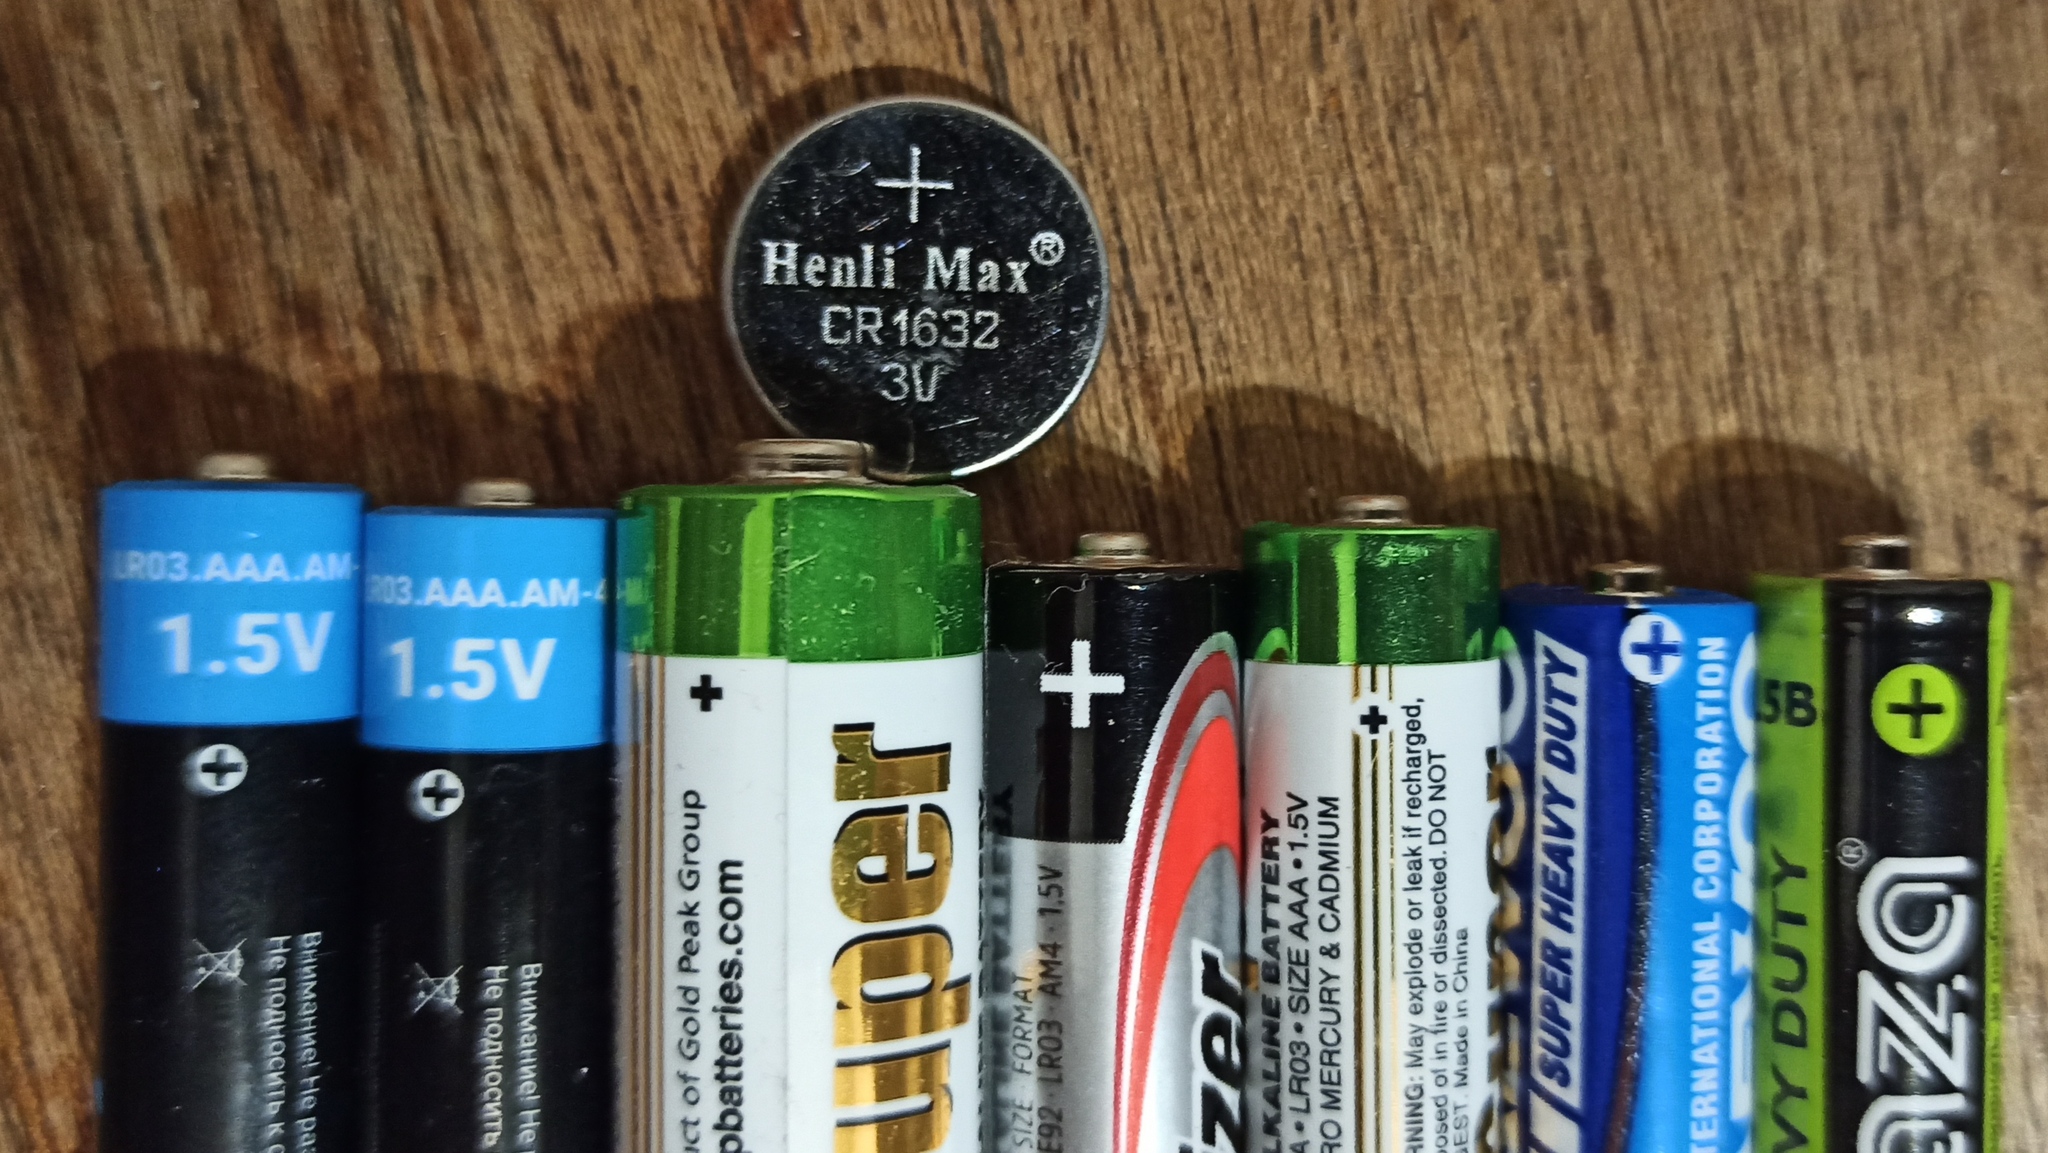 +
Henli Max®
CR1632
3V
LR03.AAA.AM-
1.5V
+
Внимание! Не
Не подносить к
R03.AAA.AM-4
1.5V
+
Внимание! Не
Не подносить
+
uct of Gold Peak Group
pbatteries.com
uper
+
SIZE · FORMAT
E92 · LR03 · AM4 · 1.5V
izer
LKALINE BATTERY
A • LR03 • SIZE AAA • 1.5V
RO MERCURY & CADMIUM
+
RNING: May explode or leak if recharged,
posed of in fire or dissected. DO NOT
GEST. Made in China
SUPER HEAVY DUTY
+
TERNATIONAL CORPORATION
5B
VY DUTY
+
®
aza